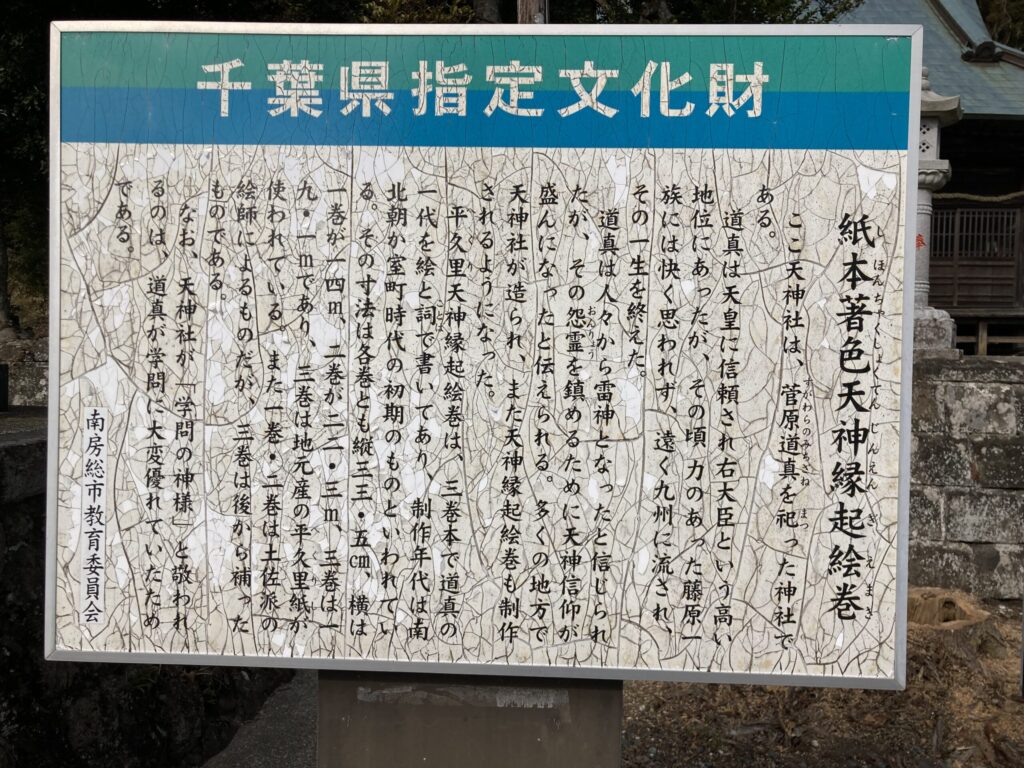 千葉県指定文化財
紙本著色天神縁起絵巻
ここ天神社は、菅原道真を祀った神社で
ある。
道真は天皇に信頼され右大臣という高い
地位にあったが、その頃力のあった藤原一
族には快く思われず、遠く九州に流され、
その一生を終えた。
道真は人々から雷神となったと信じられ
たが、その怨霊を鎮めるために天神信仰が
盛んになったと伝えられる。多くの地方で
天神社が造られ、また天神縁起絵巻も制作
されるようになった。
平久里天神縁起絵巻は、三巻本で道真の
一代を絵と詞で書いてあり、制作年代は南
北朝か室町時代の初期のものといわれてい
る。その寸法は各巻とも縦三三・五cm、横は
一巻が一四m、二巻が二二・三m、三巻は一
九・一mであり、三巻は地元産の平久里紙が
使われている。また一巻・二巻は土佐派の
絵師によるものだが、三巻は後から補った
ものである。
なお、天神社が、「学問の神様」と敬われ
るのは、道真が学問に大変優れていたため
である。
南房総市教育委員会